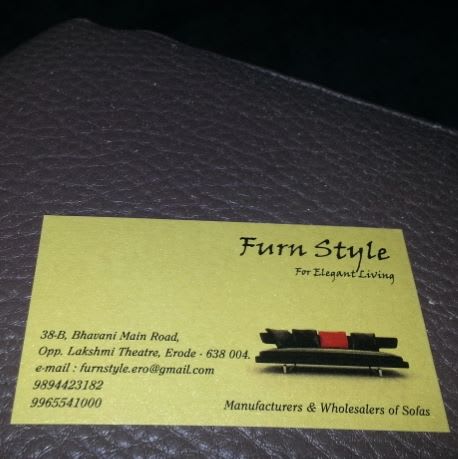 Furn Style
For Elegant Living
38-B, Bhavani Main Road,
Opp. Lakshmi Theatre, Erode - 638 004.
e-mail : furnstyle.ero@gmail.com
9894423182
9965541000
Manufacturers & Wholesalers of Sofas